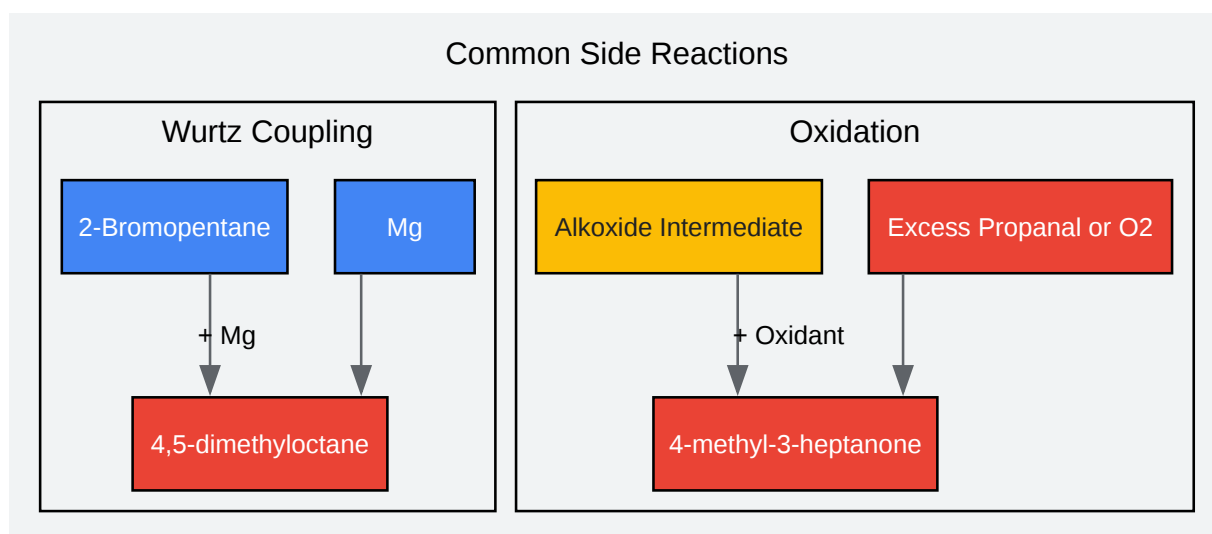 Common Side Reactions
Wurtz Coupling
2-Bromopentane
Mg
+ Mg
4,5-dimethyloctane
Oxidation
Alkoxide Intermediate
Excess Propanal or O2
+ Oxidant
4-methyl-3-heptanone